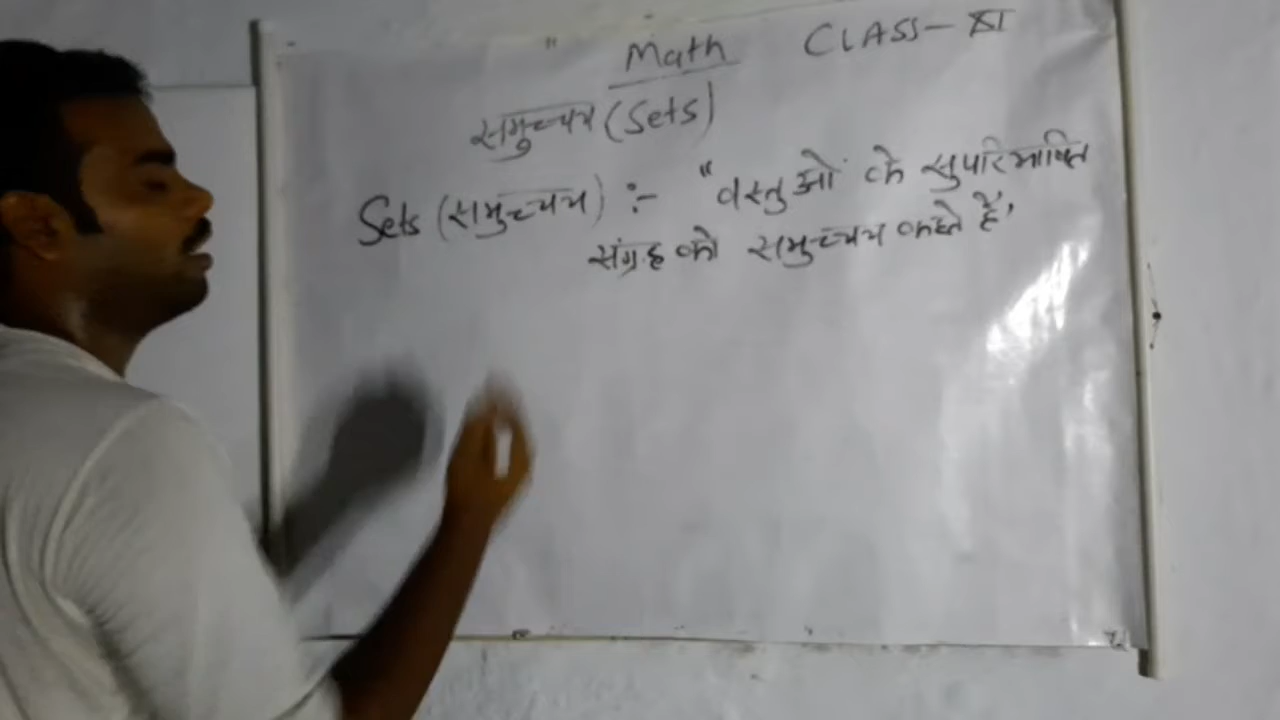 Math CLASS-XI
समुच्चय (Sets)
Sets (समुच्चय) :- "वस्तुओं के सुपरिभाषित
संग्रह को समुच्चय कहते हैं,